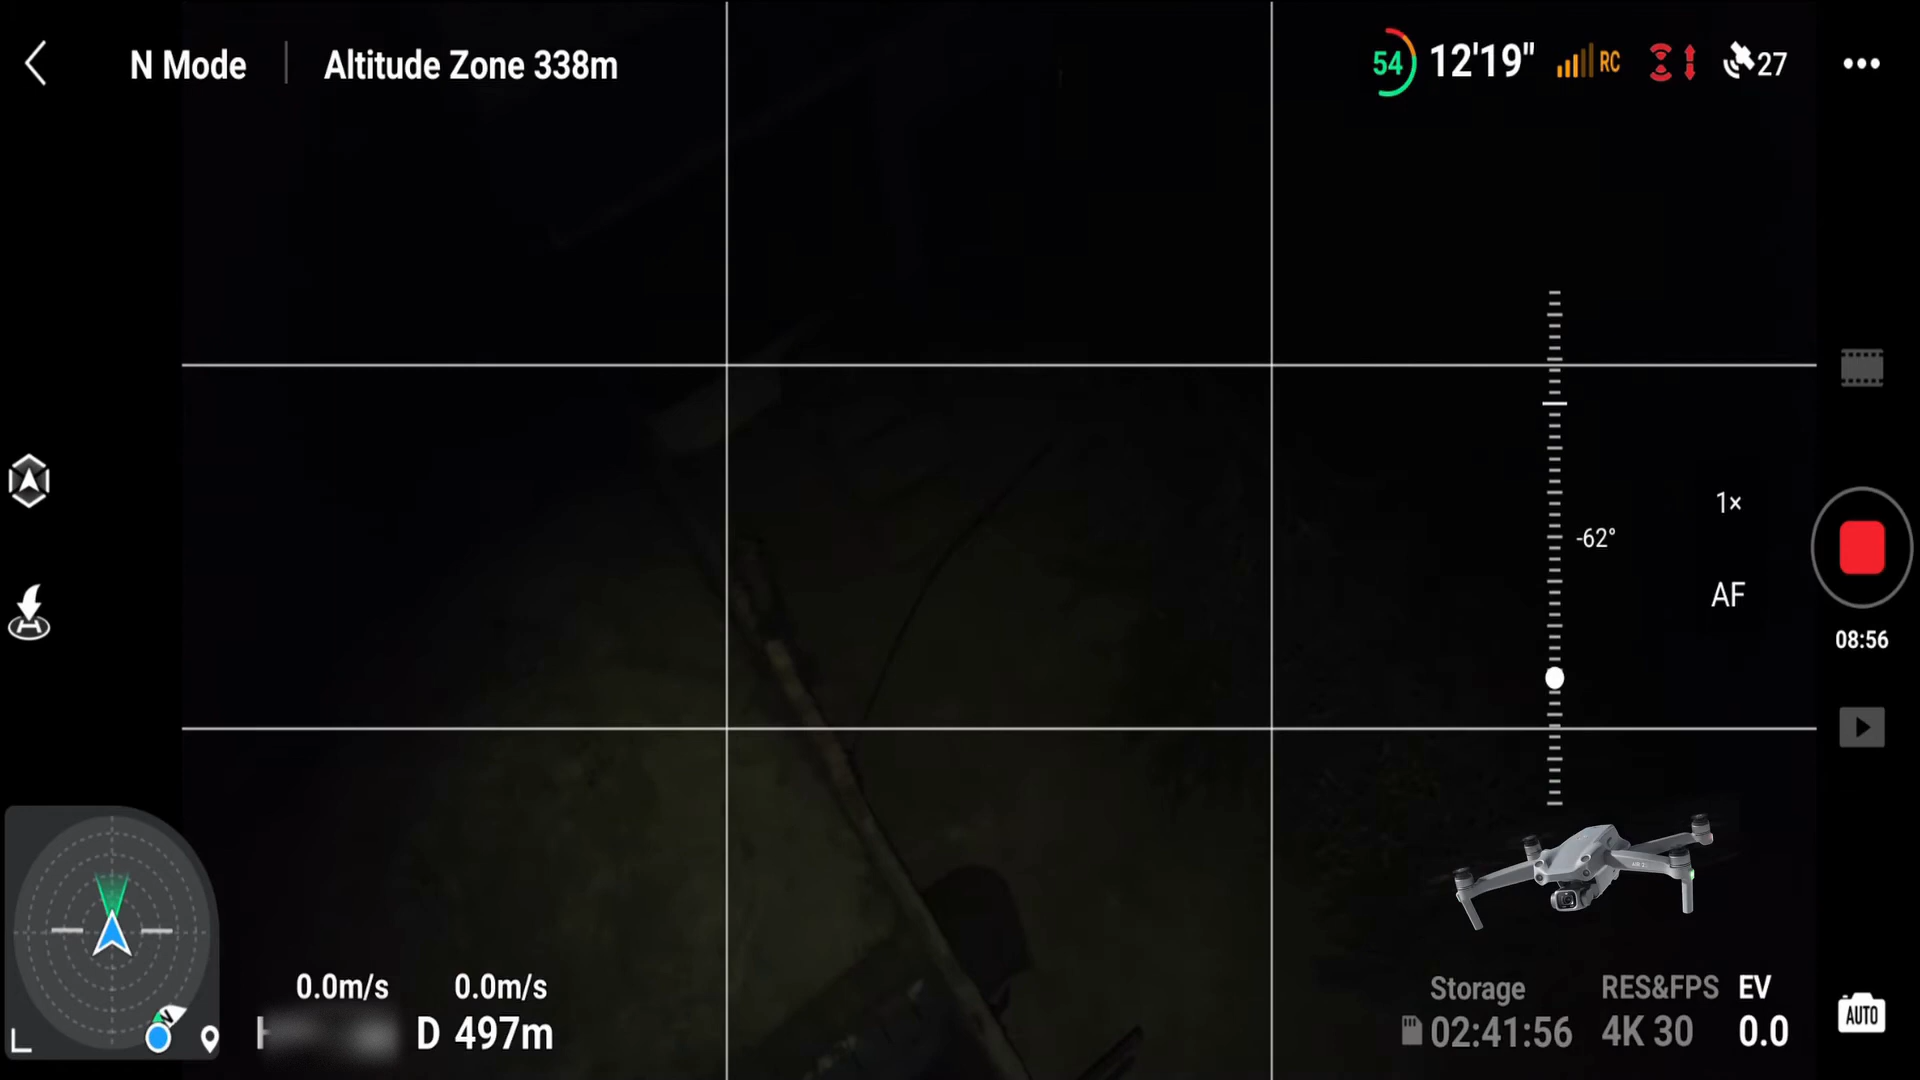 N Mode
Altitude Zone 338m
54
12'19"
RC
27
-62°
1×
AF
08:56
N
0.0m/s
0.0m/s
H
D 497m
Storage
02:41:56
RES&FPS
4K 30
EV
0.0
AUTO